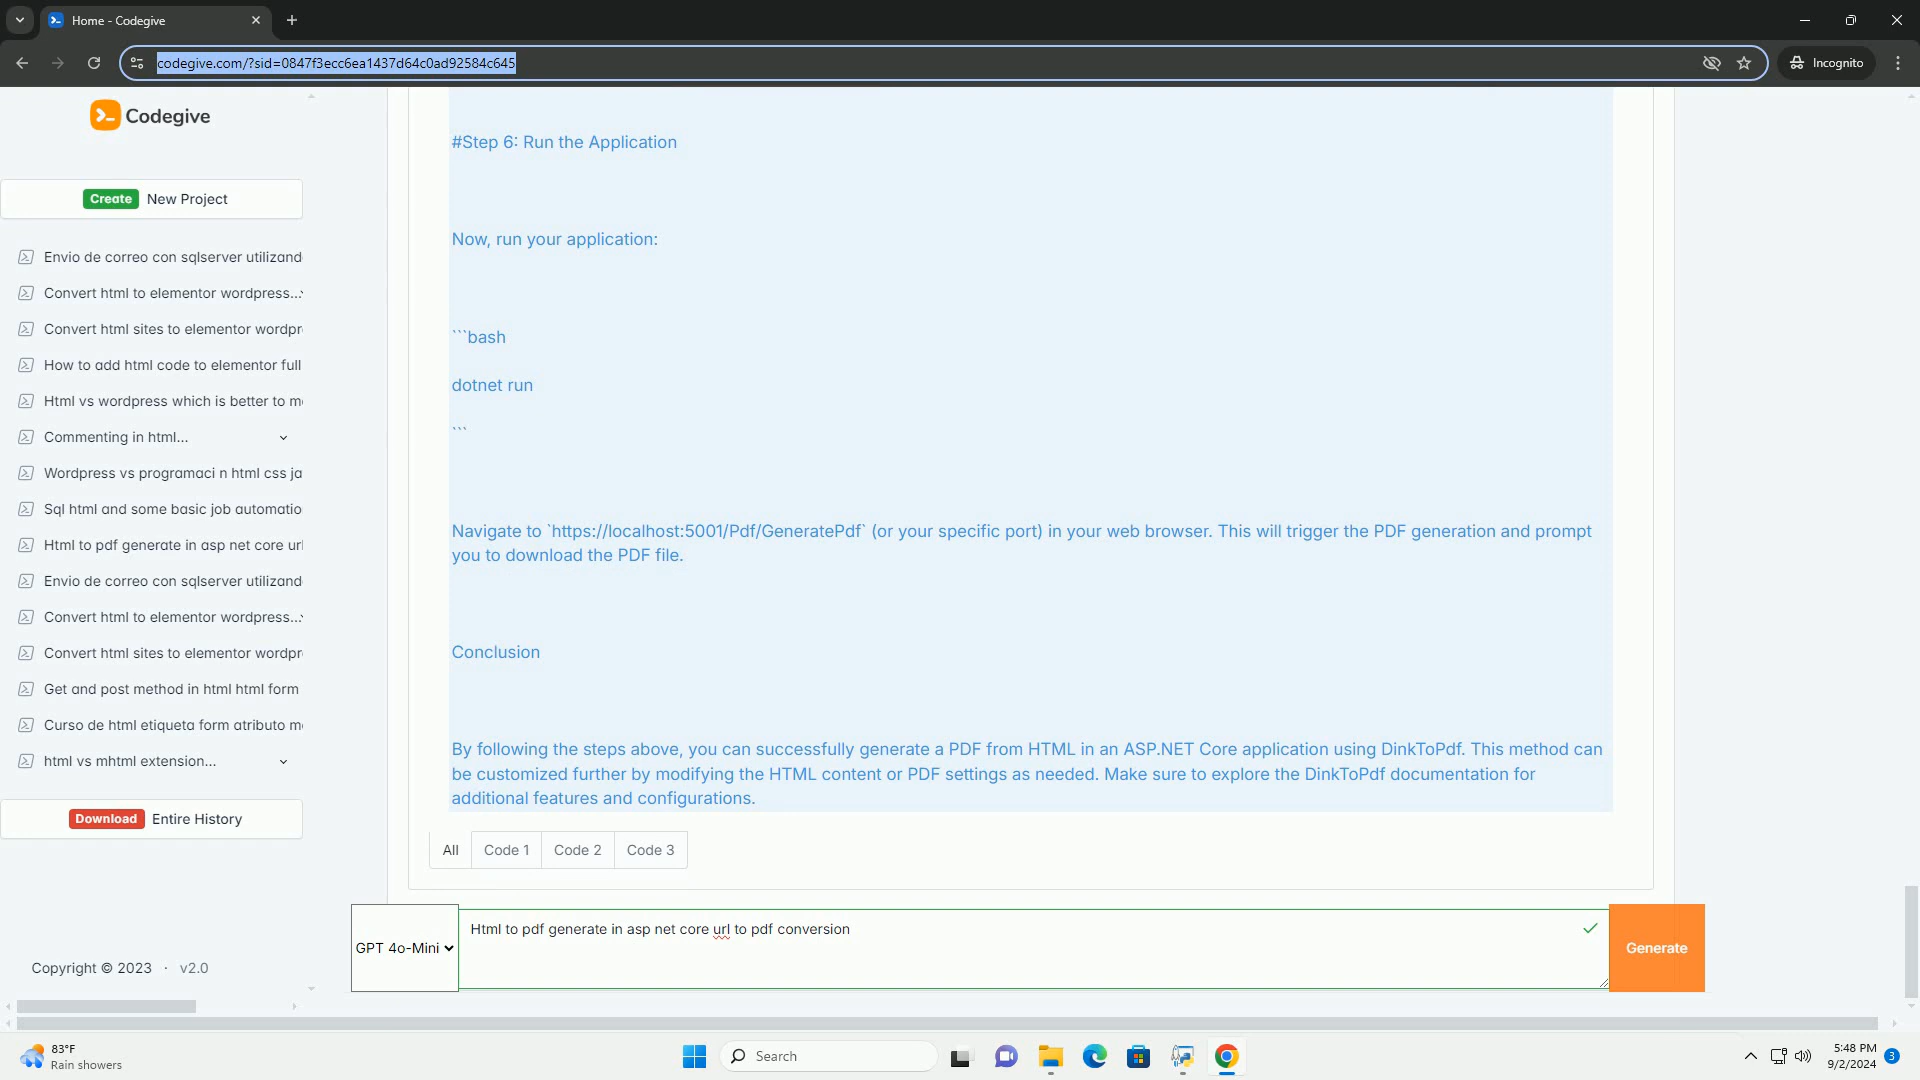 Home - Codegive
codegive.com/?sid=0847f3ecc6ea1437d64c0ad92584c645
Incognito
Codegive
Create New Project
Envio de correo con sqlserver utilizand
Convert html to elementor wordpress...
Convert html sites to elementor wordpr
How to add html code to elementor full
Html vs wordpress which is better to m
Commenting in html...
Wordpress vs programaci n html css ja
Sql html and some basic job automatio
Html to pdf generate in asp net core url
Envio de correo con sqlserver utilizand
Convert html to elementor wordpress...
Convert html sites to elementor wordpr
Get and post method in html html form
Curso de html etiqueta form atributo m
html vs mhtml extension...
Download Entire History
Copyright © 2023 · v2.0
#Step 6: Run the Application
Now, run your application:
```bash
dotnet run
```
Navigate to `https://localhost:5001/Pdf/GeneratePdf` (or your specific port) in your web browser. This will trigger the PDF generation and prompt
you to download the PDF file.
Conclusion
By following the steps above, you can successfully generate a PDF from HTML in an ASP.NET Core application using DinkToPdf. This method can
be customized further by modifying the HTML content or PDF settings as needed. Make sure to explore the DinkToPdf documentation for
additional features and configurations.
All Code 1 Code 2 Code 3
GPT 4o-Mini
Html to pdf generate in asp net core url to pdf conversion
Generate
83°F
Rain showers
Search
5:48 PM
9/2/2024
3